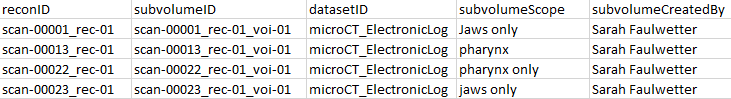 reconID subvolumeID datasetID subvolumeScope subvolumeCreatedBy
scan-00001_rec-01 scan-00001_rec-01_voi-01 microCT_ElectronicLog Jaws only Sarah Faulwetter
scan-00013_rec-01 scan-00013_rec-01_voi-01 microCT_ElectronicLog pharynx Sarah Faulwetter
scan-00022_rec-01 scan-00022_rec-01_voi-01 microCT_ElectronicLog pharynx only Sarah Faulwetter
scan-00023_rec-01 scan-00023_rec-01_voi-01 microCT_ElectronicLog jaws only Sarah Faulwetter